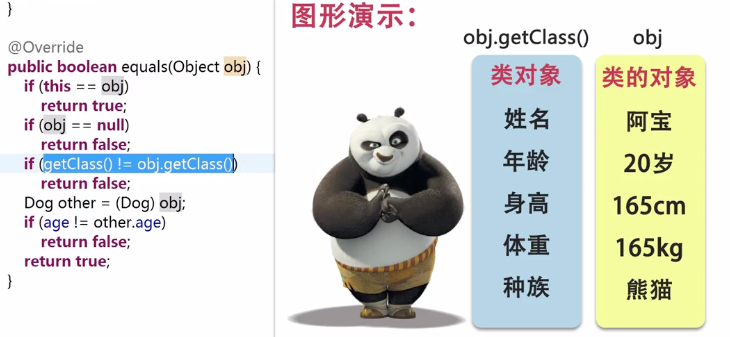 }
@Override
public boolean equals(Object obj) {
if (this == obj)
return true;
if (obj == null)
return false;
if (getClass() != obj.getClass())
return false;
Dog other = (Dog) obj;
if (age != other.age)
return false;
return true;
}
图形演示：
obj.getClass()
obj
类对象
类的对象
姓名
阿宝
年龄
20岁
身高
165cm
体重
165kg
种族
熊猫